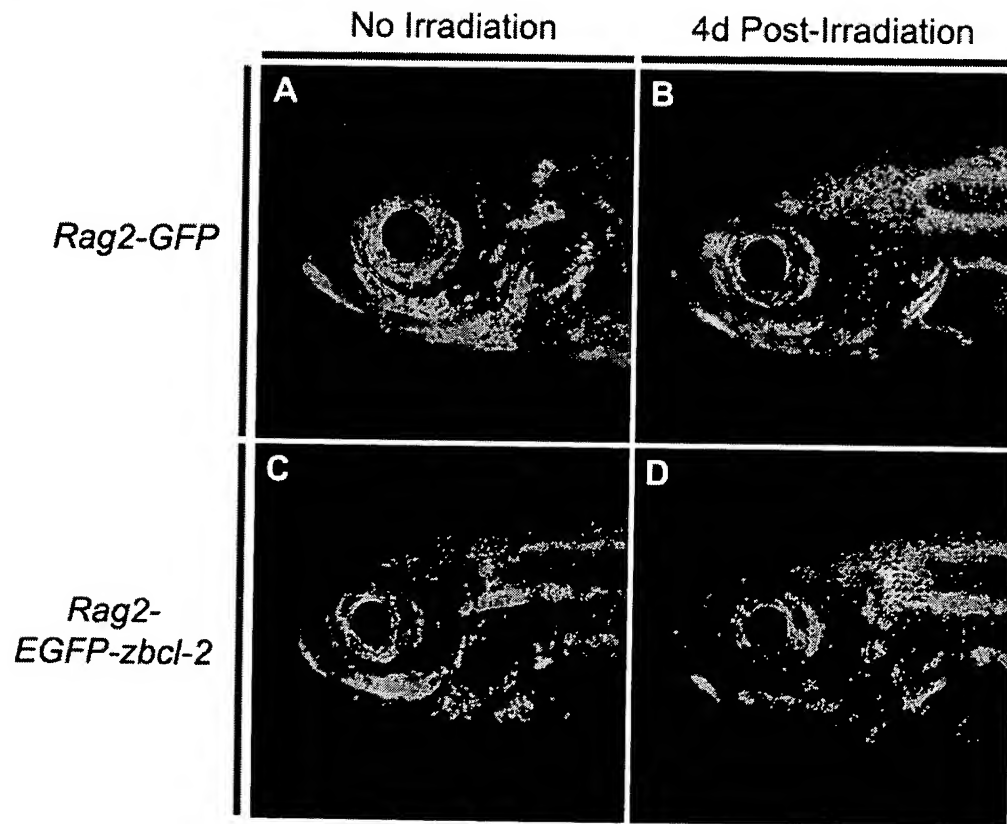 No Irradiation
4d Post-Irradiation
A
B
Rag2-GFP
C
D
Rag2-
EGFP-zbcl-2